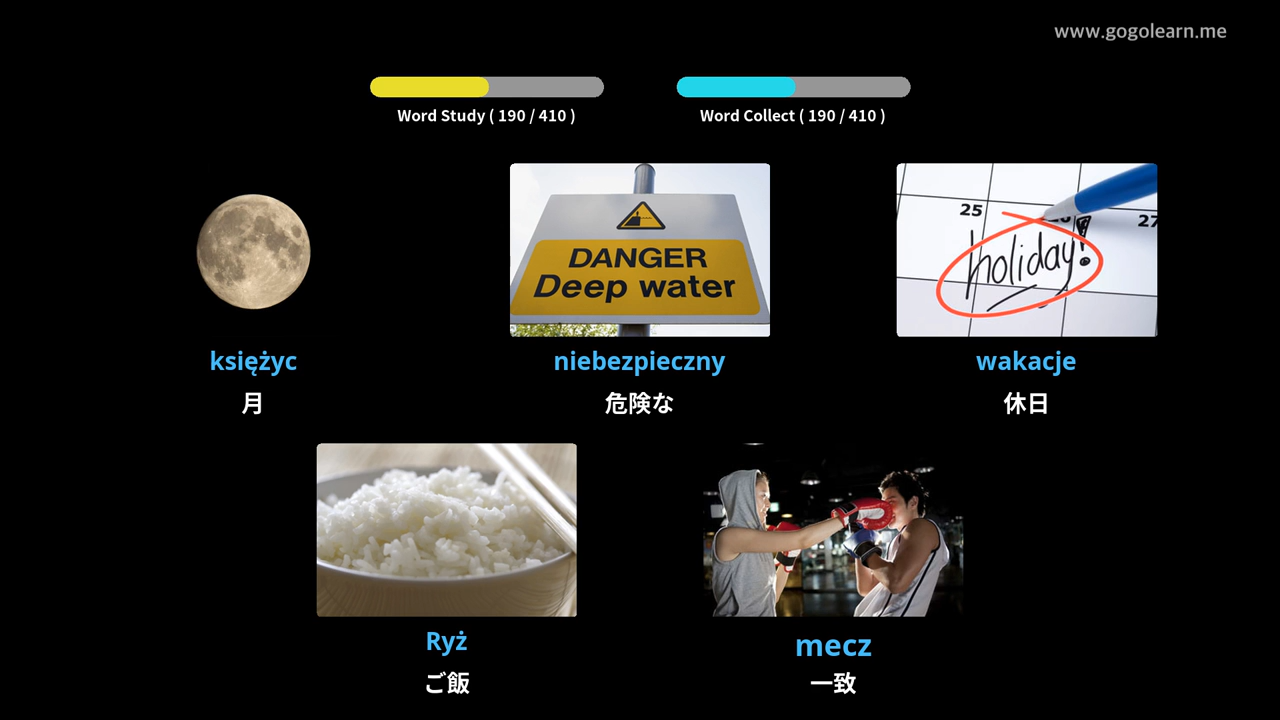 www.gogolearn.me
Word Study ( 190 / 410 )
Word Collect ( 190 / 410 )
DANGER
Deep water
25
27
holiday!
księżyc
niebezpieczny
wakacje
月
危険な
休日
Ryż
mecz
ご飯
一致